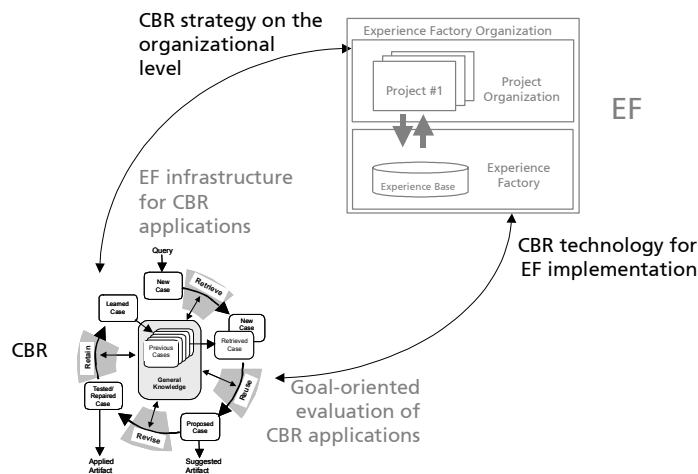 CBR strategy on the
organizational
level
Experience Factory Organization
Project #1
Project
Organization
EF
Experience Base
Experience
Factory
EF infrastructure
for CBR
applications
CBR technology for
EF implementation
Query
New
Case
Retrieve
Learned
Case
New
Case
Retrieved
Case
Previous
Cases
CBR
Retain
General
Knowledge
Reuse
Tested/
Repaired
Case
Revise
Proposed
Case
Goal-oriented
evaluation of
CBR applications
Applied
Artifact
Suggested
Artifact